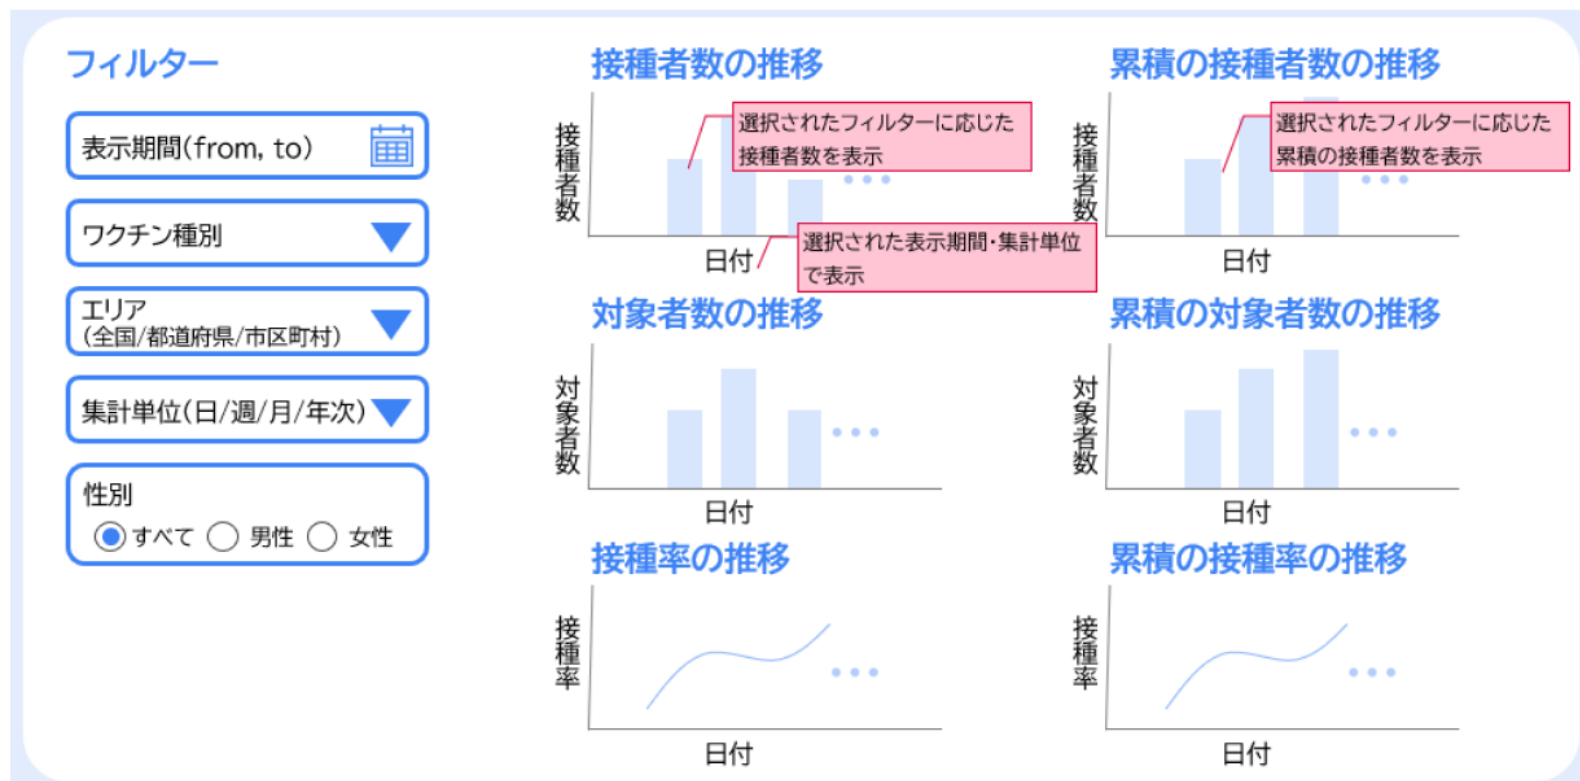 フィルター
表示期間(from, to)
ワクチン種別
エリア
(全国/都道府県/市区町村)
集計単位(日/週/月/年次)
性別
すべて 男性 女性
接種者数の推移
接種者数
選択されたフィルターに応じた
接種者数を表示
日付
選択された表示期間・集計単位
で表示
累積の接種者数の推移
接種者数
選択されたフィルターに応じた
累積の接種者数を表示
日付
対象者数の推移
対象者数
日付
累積の対象者数の推移
対象者数
日付
接種率の推移
接種率
日付
累積の接種率の推移
接種率
日付